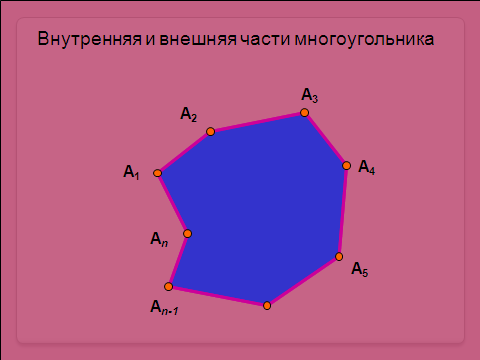 Внутренняя и внешняя части многоугольника
A3
A2
A4
A1
An
A5
An-1